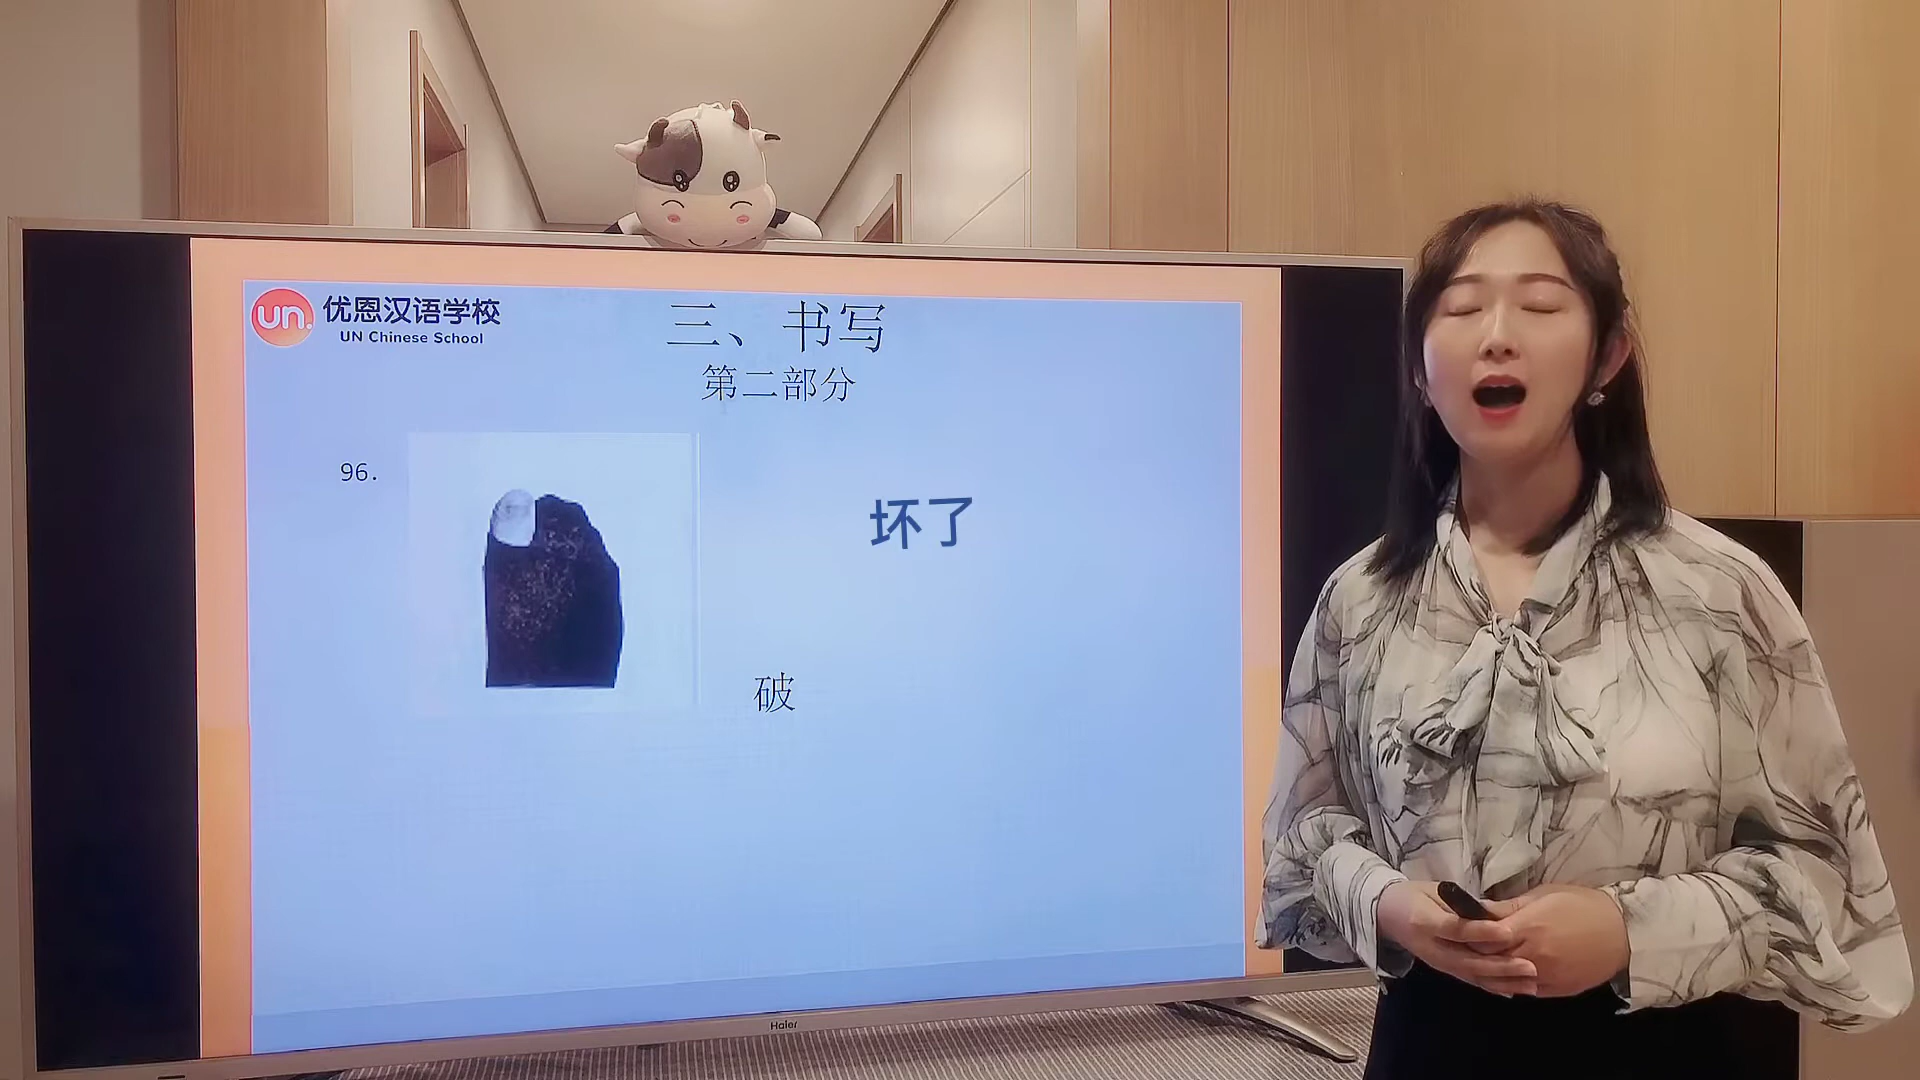 un.
优恩汉语学校
UN Chinese School
三、书写
第二部分
96.
坏了
破
Haier